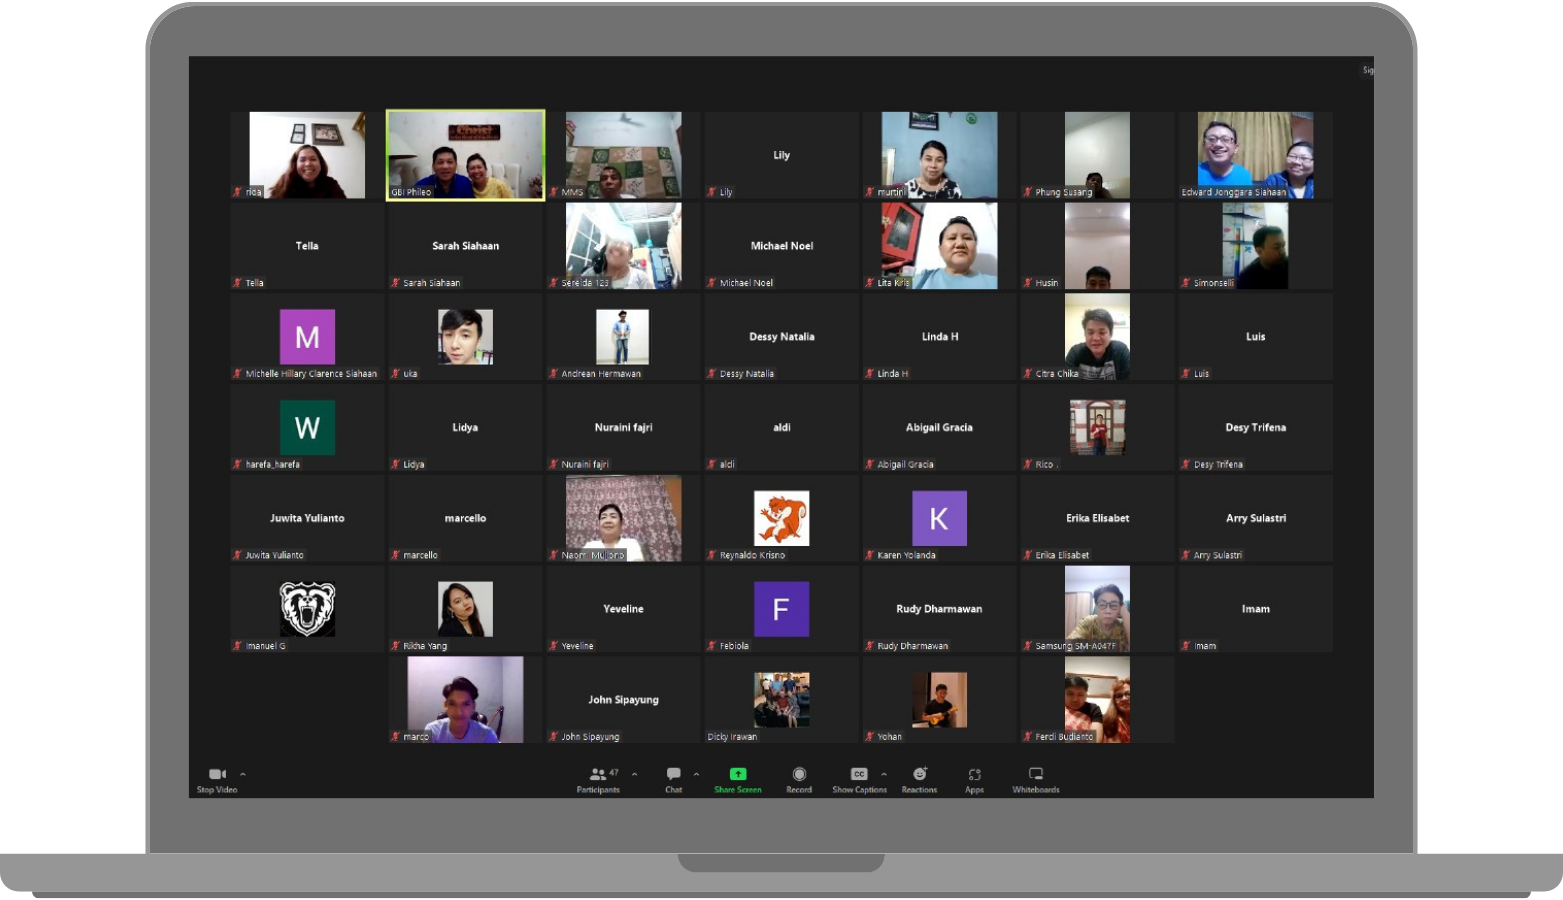 Sig
rida
Christ
GBI Phileo
MMS
Lily
Lily
murtini
Phung Susang
Edward Jonggara Siahaan
Tella
Tella
Sarah Siahaan
Sarah Siahaan
Sereida 123
Michael Noel
Michael Noel
Lita Kris
Husin
Simonselli
M
Michelle Hillary Clarence Siahaan
uka
Andrean Hermawan
Dessy Natalia
Dessy Natalia
Linda H
Linda H
Citra Chika
Luis
Luis
W
harefa_harefa
Lidya
Lidya
Nuraini fajri
Nuraini fajri
aldi
aldi
Abigail Gracia
Abigail Gracia
Rico .
Desy Trifena
Desy Trifena
Juwita Yulianto
Juwita Yulianto
marcello
marcello
Naomi Muljono
Reynaldo Krisno
K
Karen Yolanda
Erika Elisabet
Erika Elisabet
Arry Sulastri
Arry Sulastri
Imanuel G
Rikha Yang
Yeveline
Yeveline
F
Febiola
Rudy Dharmawan
Rudy Dharmawan
Samsung SM-A047F
Imam
Imam
marco
John Sipayung
John Sipayung
Dicky Irawan
Yohan
Ferdi Budianto
Stop Video
47
Participants
Chat
Share Screen
Record
CC
Show Captions
Reactions
Apps
Whiteboards